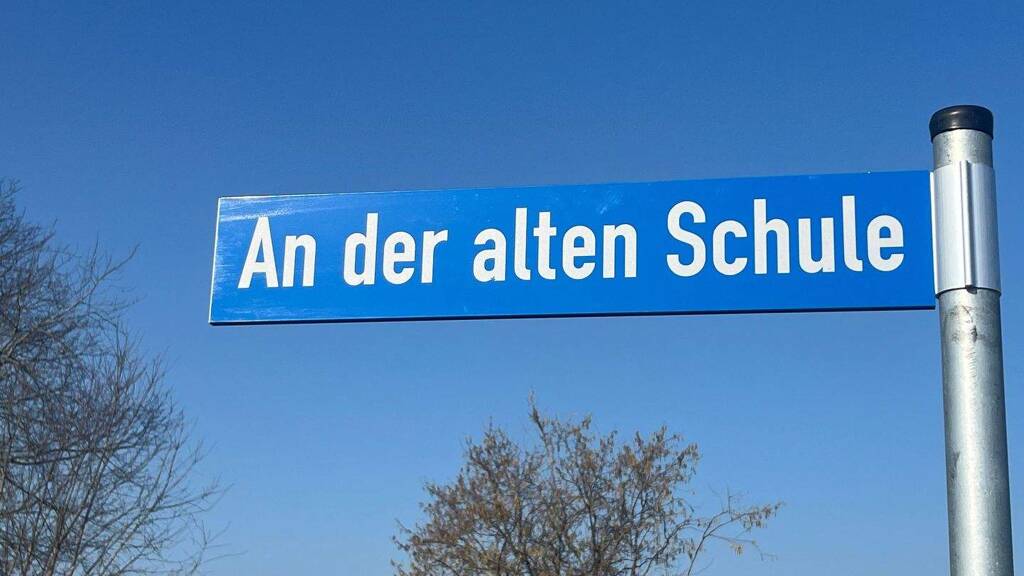 An der alten Schule